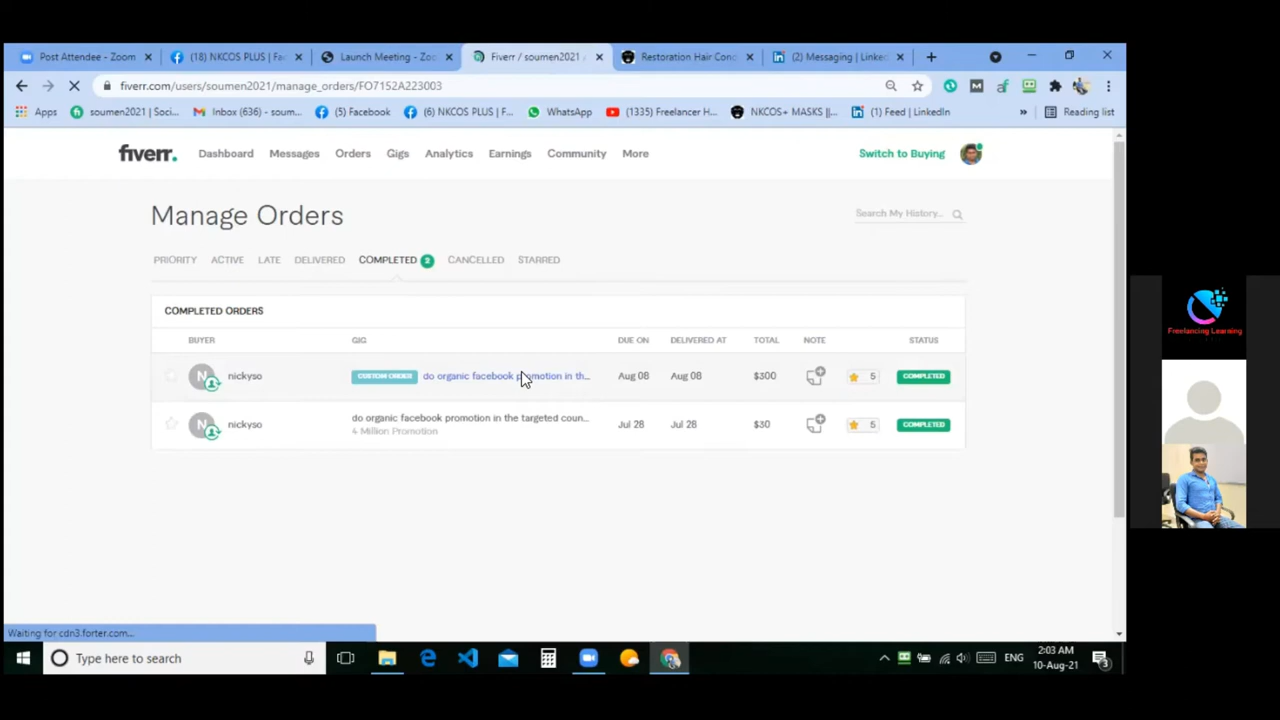 Post Attendee - Zoom
(18) NKCOS PLUS | Fac
Launch Meeting - Zoo
Fiverr / soumen2021
Restoration Hair Cond
(2) Messaging | Linke
fiverr.com/users/soumen2021/manage_orders/FO7152A223003
Apps
soumen2021 | Soci...
Inbox (636) - soum...
(5) Facebook
(6) NKCOS PLUS | F...
WhatsApp
(1335) Freelancer H...
NKCOS+ MASKS ||...
(1) Feed | LinkedIn
»
Reading list
fiverr.
Dashboard
Messages
Orders
Gigs
Analytics
Earnings
Community
More
Switch to Buying
Manage Orders
Search My History...
PRIORITY
ACTIVE
LATE
DELIVERED
COMPLETED 2
CANCELLED
STARRED
COMPLETED ORDERS
BUYER
GIG
DUE ON
DELIVERED AT
TOTAL
NOTE
STATUS
N nickyso
CUSTOM ORDER do organic facebook promotion in th...
Aug 08
Aug 08
$300
5
COMPLETED
N nickyso
do organic facebook promotion in the targeted coun...
4 Million Promotion
Jul 28
Jul 28
$30
5
COMPLETED
Freelancing Learning
Waiting for cdn3.forter.com...
Type here to search
ENG
2:03 AM
10-Aug-21
3